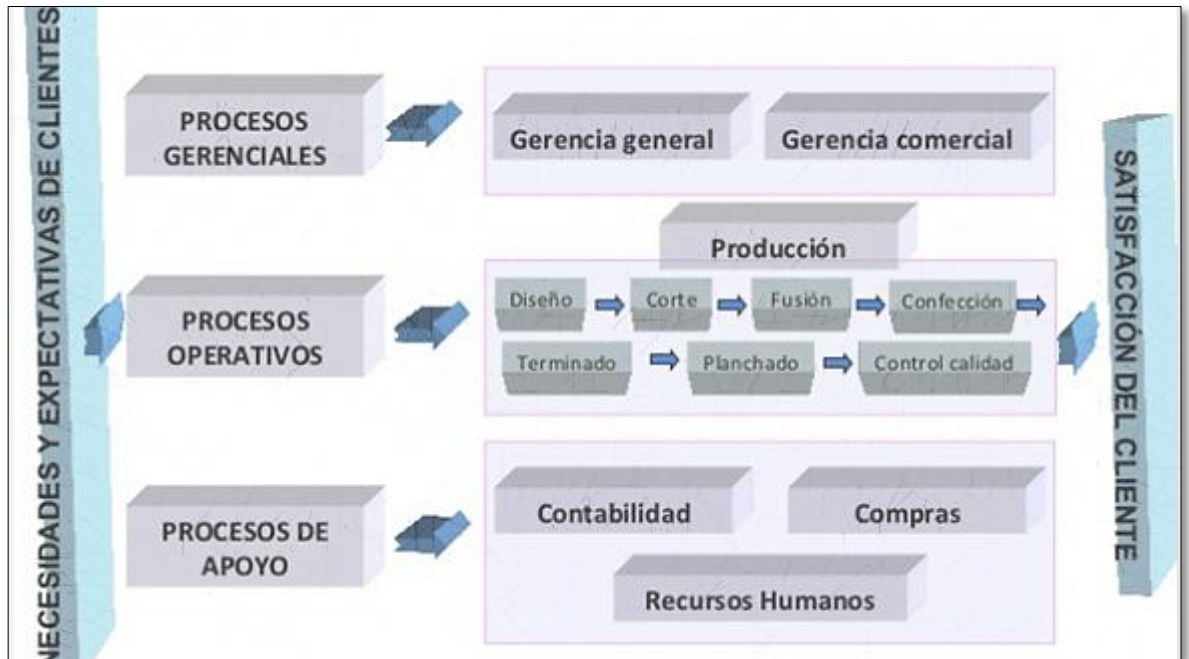 NECESIDADES Y EXPECTATIVAS DE CLIENTES
PROCESOS
GERENCIALES
Gerencia general
Gerencia comercial
PROCESOS
OPERATIVOS
Producción
Diseño
Corte
Fusión
Confección
Terminado
Planchado
Control calidad
PROCESOS DE
APOYO
Contabilidad
Compras
Recursos Humanos
SATISFACCIÓN DEL CLIENTE